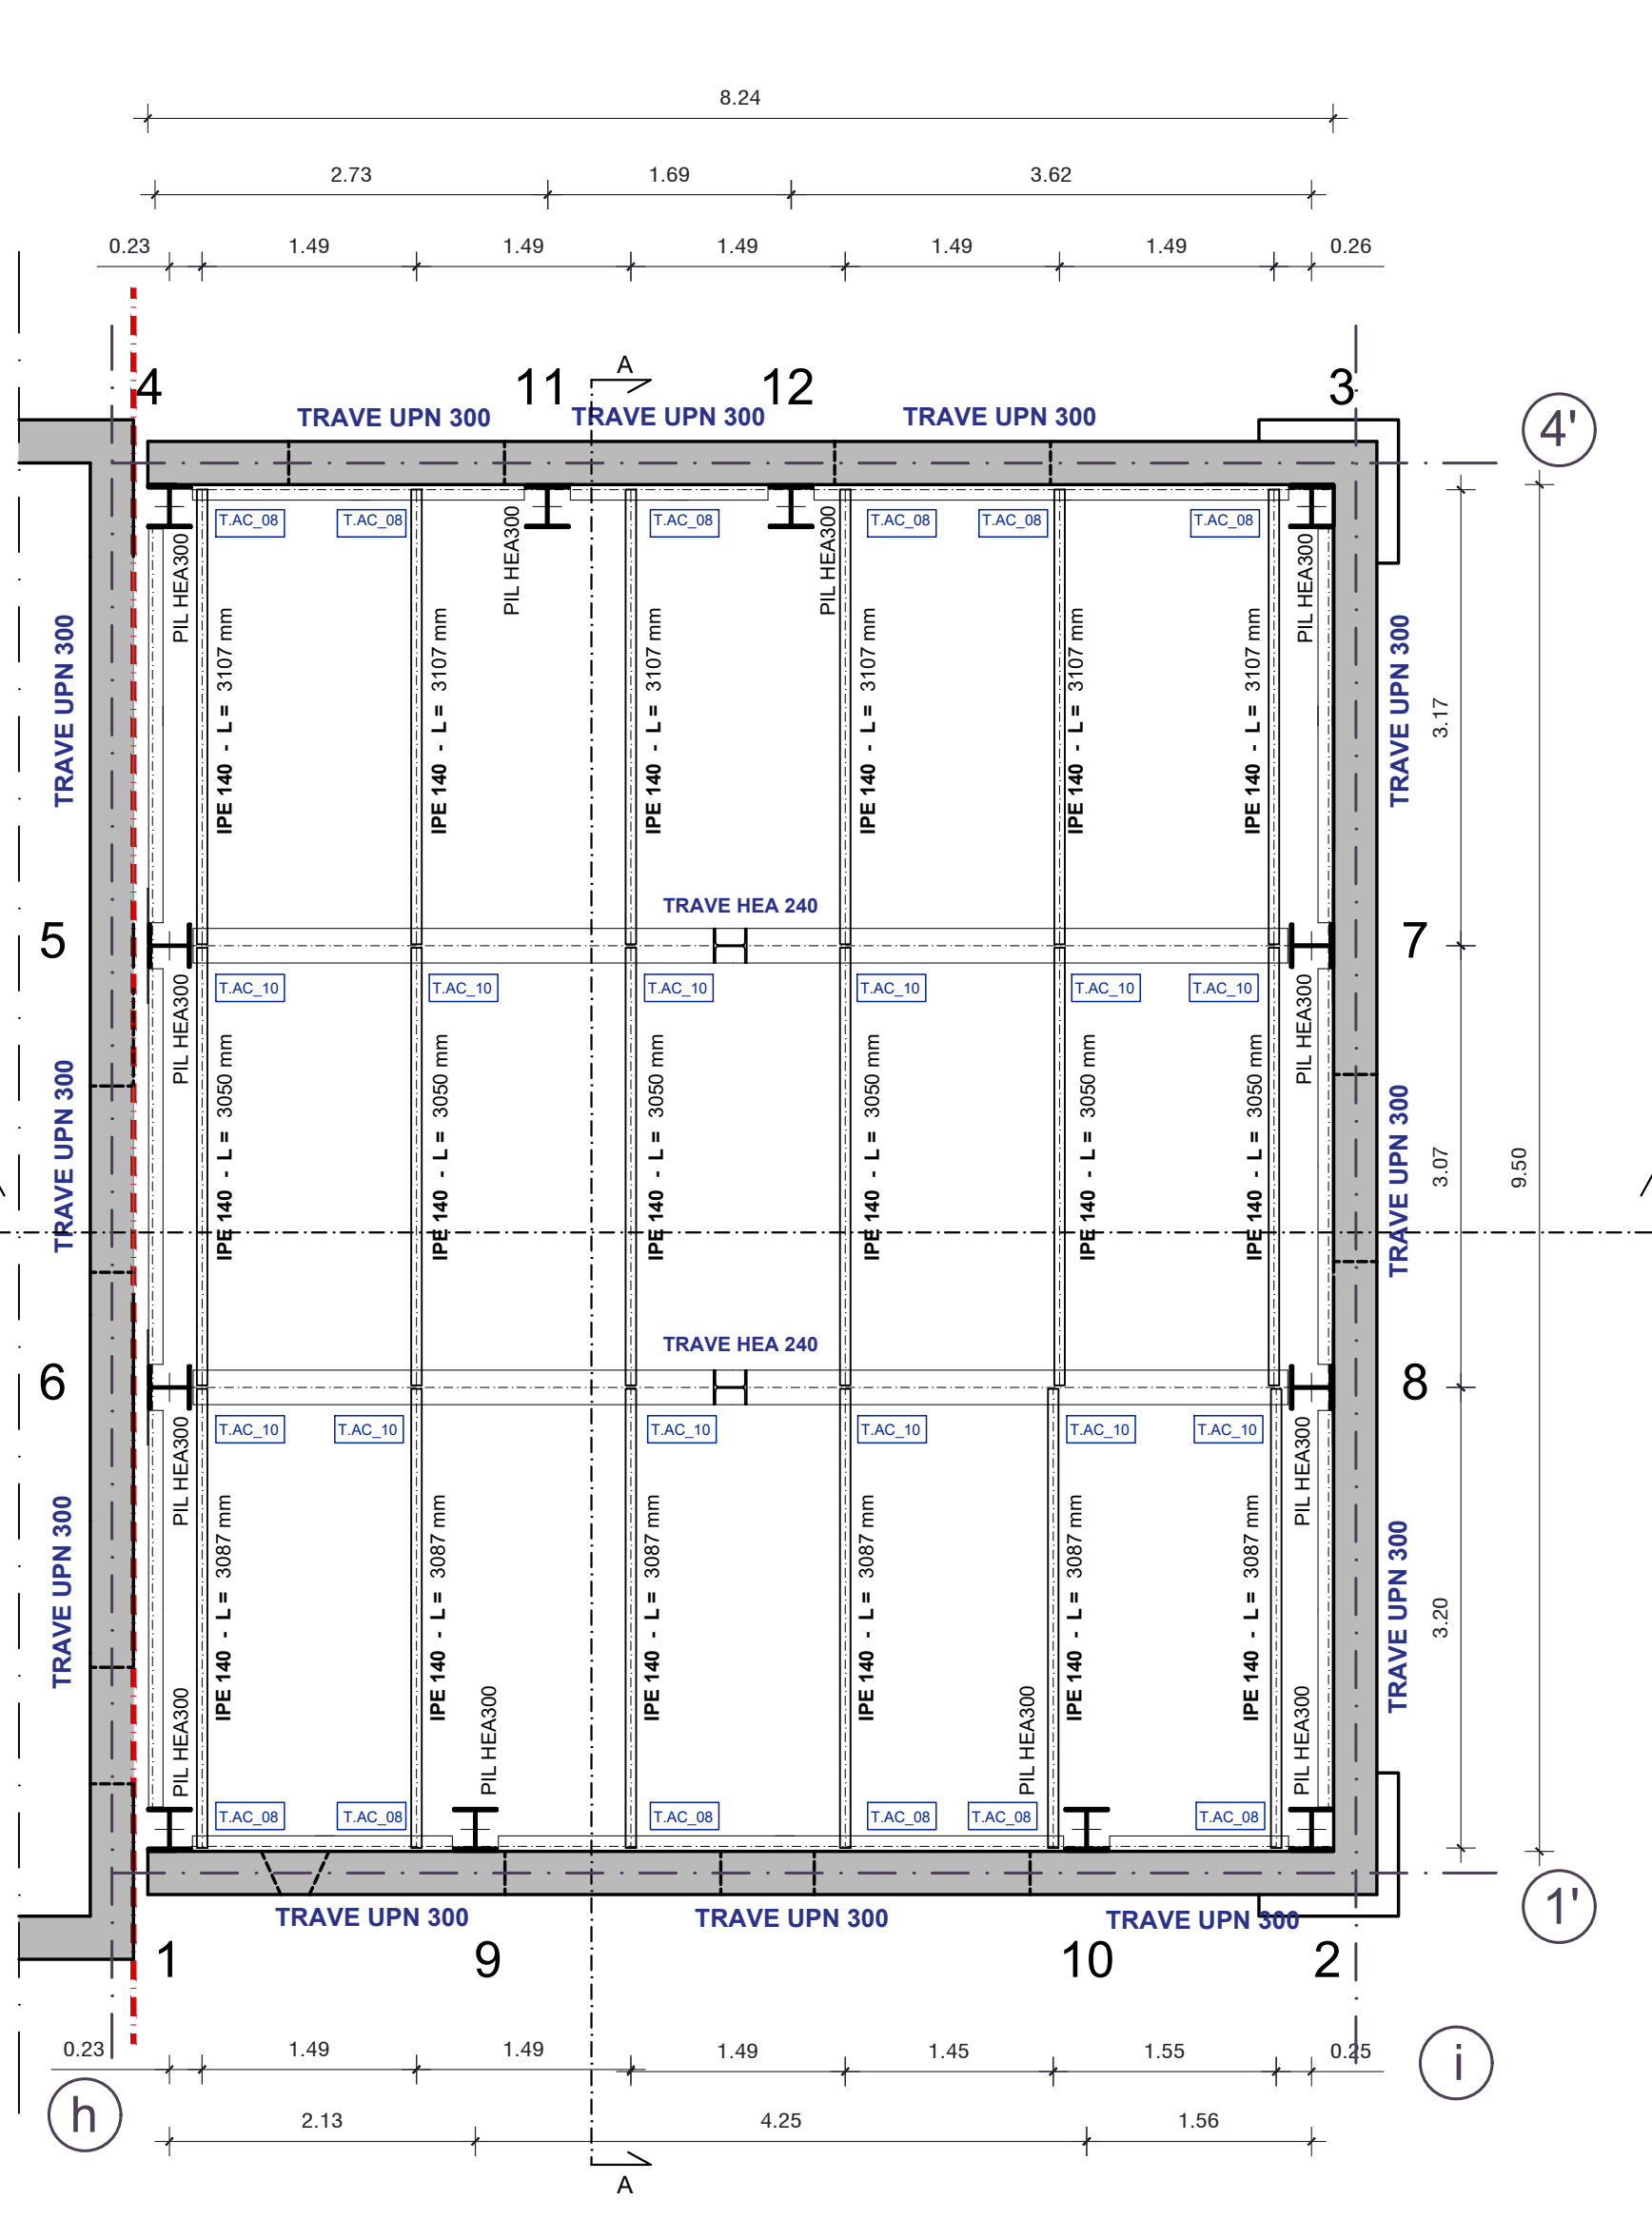 8.24
2.73 1.69 3.62
0.23 1.49 1.49 1.49 1.49 1.49 0.26
A
4 11 12 3
4'
TRAVE UPN 300 TRAVE UPN 300 TRAVE UPN 300
T.AC_08 T.AC_08 T.AC_08 T.AC_08 T.AC_08 T.AC_08
PIL HEA300 PIL HEA300 PIL HEA300 PIL HEA300
TRAVE UPN 300 TRAVE UPN 300
IPE 140 - L = 3107 mm IPE 140 - L = 3107 mm IPE 140 - L = 3107 mm IPE 140 - L = 3107 mm IPE 140 - L = 3107 mm IPE 140 - L = 3107 mm
3.17
TRAVE HEA 240
5 7
T.AC_10 T.AC_10 T.AC_10 T.AC_10 T.AC_10 T.AC_10
PIL HEA300 PIL HEA300
TRAVE UPN 300 TRAVE UPN 300
IPE 140 - L = 3050 mm IPE 140 - L = 3050 mm IPE 140 - L = 3050 mm IPE 140 - L = 3050 mm IPE 140 - L = 3050 mm IPE 140 - L = 3050 mm
3.07 9.50
TRAVE HEA 240
6 8
T.AC_10 T.AC_10 T.AC_10 T.AC_10 T.AC_10 T.AC_10
PIL HEA300 PIL HEA300
TRAVE UPN 300 TRAVE UPN 300
IPE 140 - L = 3087 mm IPE 140 - L = 3087 mm IPE 140 - L = 3087 mm IPE 140 - L = 3087 mm IPE 140 - L = 3087 mm IPE 140 - L = 3087 mm
3.20
PIL HEA300 PIL HEA300 PIL HEA300 PIL HEA300
T.AC_08 T.AC_08 T.AC_08 T.AC_08 T.AC_08 T.AC_08
TRAVE UPN 300 TRAVE UPN 300 TRAVE UPN 300
1'
1 9 10 2
0.23 1.49 1.49 1.49 1.45 1.55 0.25
i
h
2.13 4.25 1.56
A